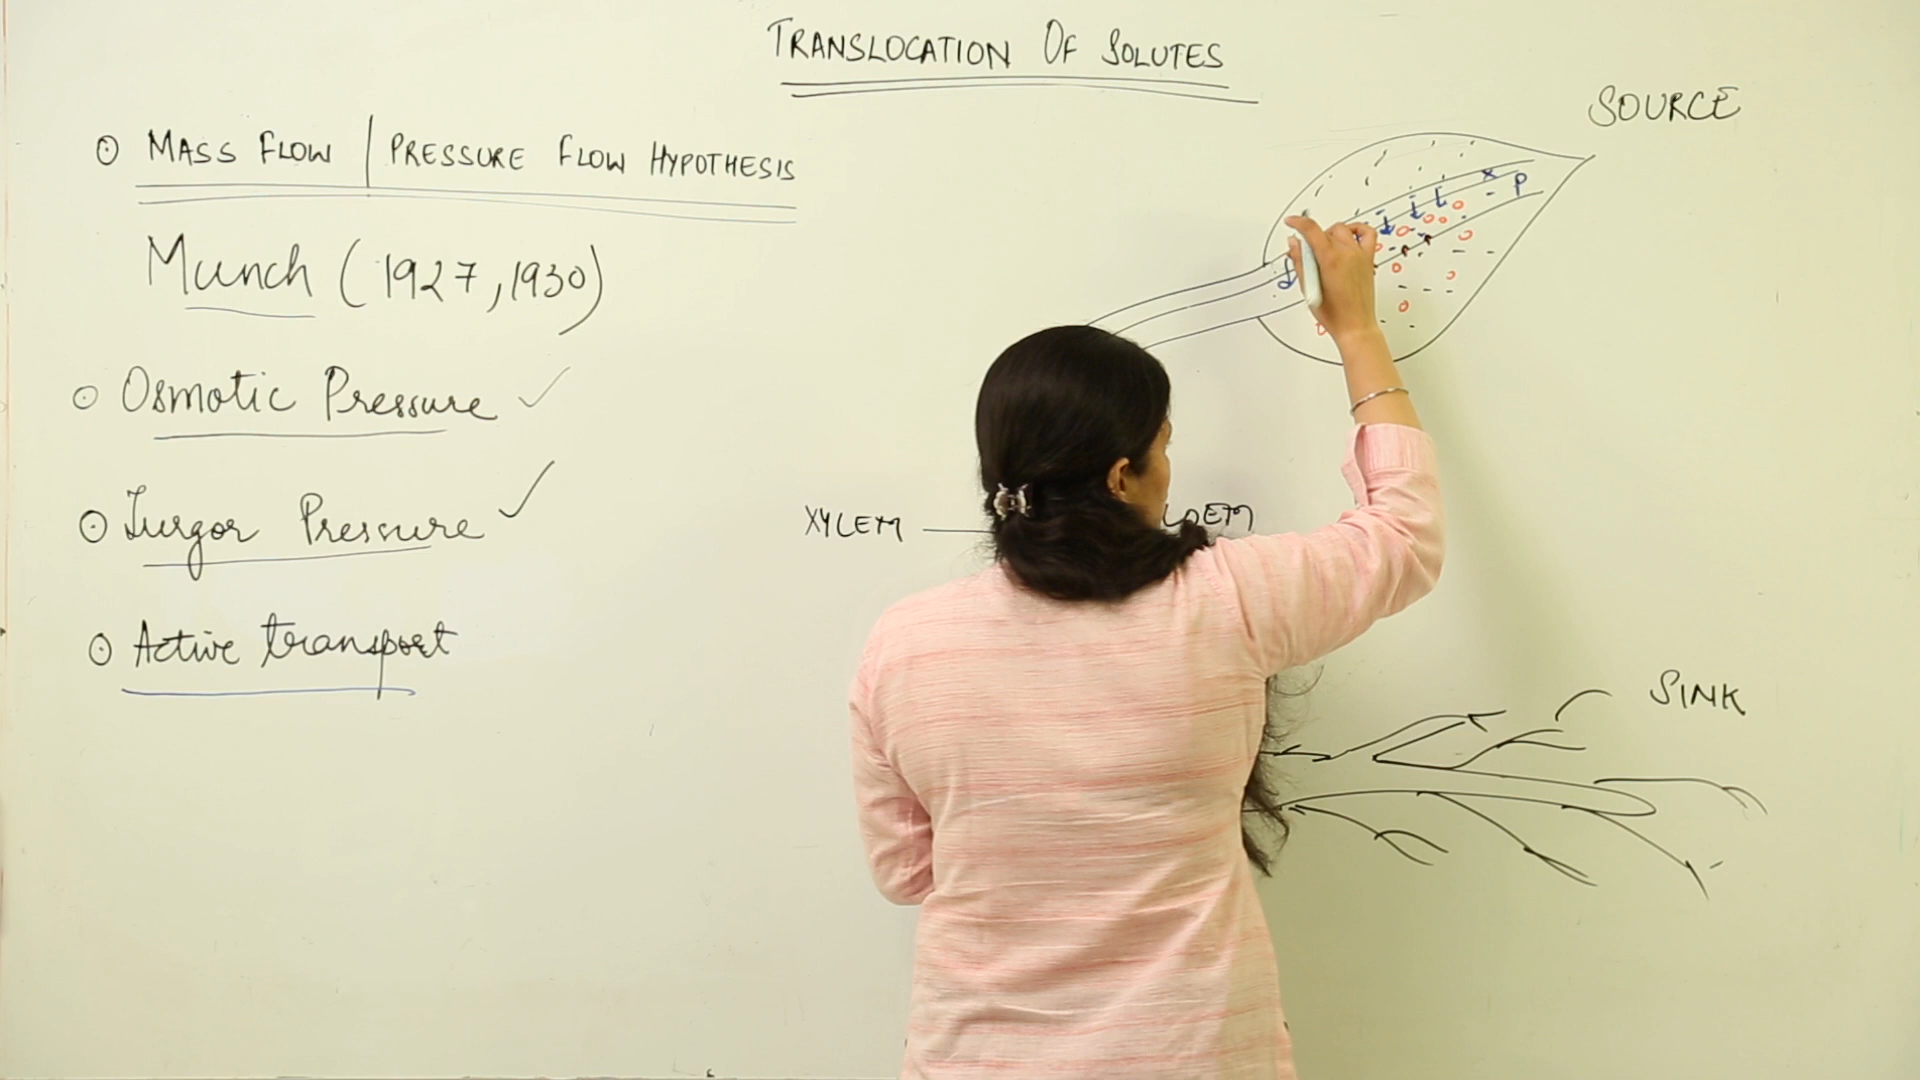 TRANSLOCATION OF SOLUTES
MASS FLOW | PRESSURE FLOW HYPOTHESIS
Munch (1927, 1930)
Osmotic Pressure ✓
Turgor Pressure ✓
Active transport
SOURCE
x
P
XYLEM
LOEM
SINK